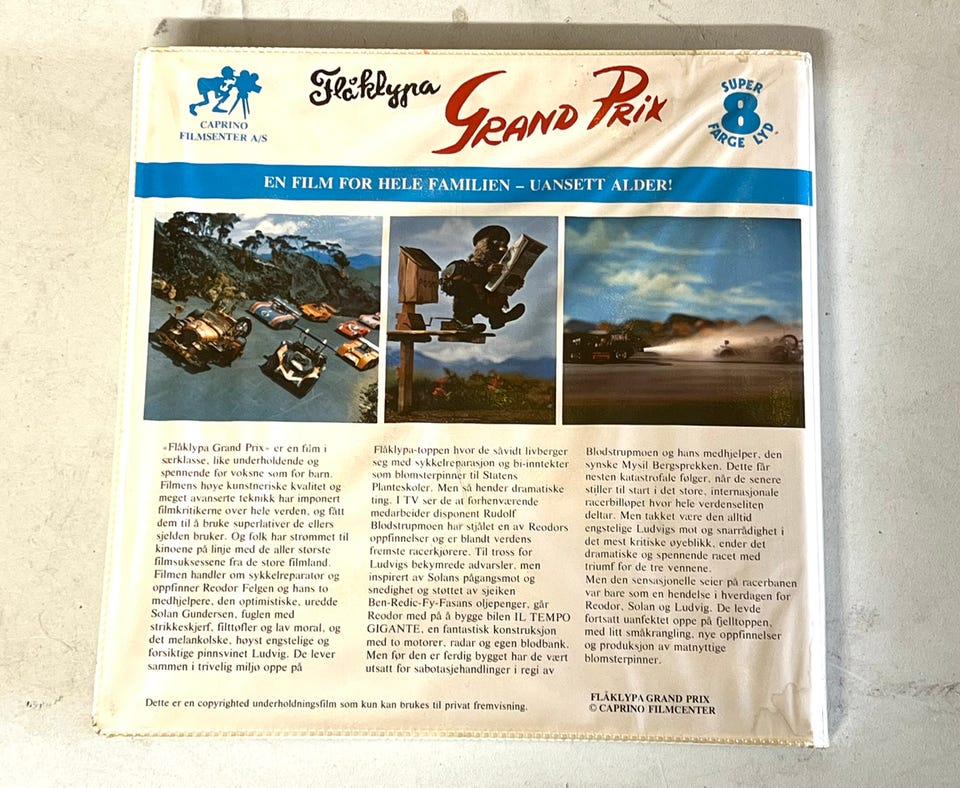 CAPRINO
FILMSENTER A/S
Flåklypa
GRAND PRIX
SUPER
8
FARGE LYD
EN FILM FOR HELE FAMILIEN – UANSETT ALDER!
«Flåklypa Grand Prix» er en film i
særklasse, like underholdende og
spennende for voksne som for barn.
Filmens høye kunstneriske kvalitet og
meget avanserte teknikk har imponert
filmkritikerne over hele verden, og fått
dem til å bruke superlativer de ellers
sjelden bruker. Og folk har strømmet til
kinoene på linje med de aller største
filmsuksessene fra de store filmland.
Filmen handler om sykkelreparatør og
oppfinner Reodor Felgen og hans to
medhjelpere, den optimistiske, uredde
Solan Gundersen, fuglen med
strikkeskjerf, filttøfler og lav moral, og
det melankolske, høyst engstelige og
forsiktige pinnsvinet Ludvig. De lever
sammen i trivelig miljø oppe på
Flåklypa-toppen hvor de såvidt livberger
seg med sykkelreparasjon og bi-inntekter
som blomsterpinner til Statens
Planteskoler. Men så hender dramatiske
ting. I TV ser de at forhenværende
medarbeider disponent Rudolf
Blodstrupmoen har stjålet en av Reodors
oppfinnelser og er blandt verdens
fremste racerkjørere. Til tross for
Ludvigs bekymrede advarsler, men
inspirert av Solans pågangsmot og
snedighet og støttet av sjeiken
Ben-Redic-Fy-Fasans oljepenger, går
Reodor med på å bygge bilen IL TEMPO
GIGANTE, en fantastisk konstruksjon
med to motorer, radar og egen blodbank.
Men før den er ferdig bygget har de vært
utsatt for sabotasjehandlinger i regi av
Blodstrupmoen og hans medhjelper, den
synske Mysil Bergsprekken. Dette får
nesten katastrofale følger, når de senere
stiller til start i det store, internasjonale
racerbilløpet hvor hele verdenseliten
deltar. Men takket være den alltid
engstelige Ludvigs mot og snarrådighet i
det mest kritiske øyeblikk, ender det
dramatiske og spennende racet med
triumf for de tre vennene.
Men den sensasjonelle seier på racerbanen
var bare som en hendelse i hverdagen for
Reodor, Solan og Ludvig. De levde
fortsatt uanfektet oppe på fjelltoppen,
med litt småkrangling, nye oppfinnelser
og produksjon av matnyttige
blomsterpinner.
Dette er en copyrighted underholdningsfilm som kun kan brukes til privat fremvisning.
FLÅKLYPA GRAND PRIX
© CAPRINO FILMCENTER